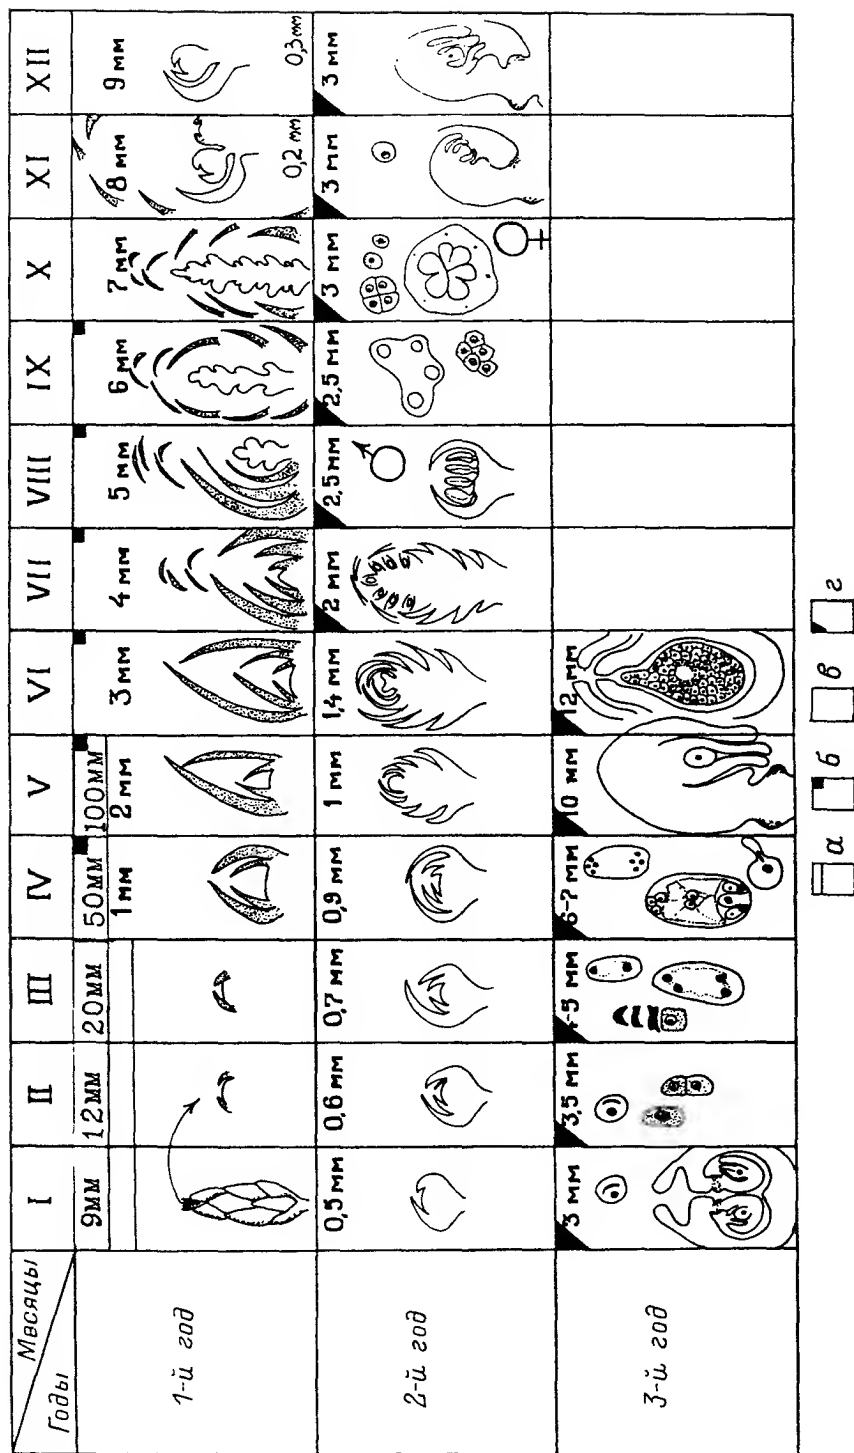 Месяцы
Годы
I II III IV V VI VII VIII IX X XI XII
1-й год
9мм 12мм 20мм 50мм 100мм
1мм 2мм 3мм 4мм 5мм 6мм 7мм 8мм 9мм
0,2мм 0,3мм
2-й год
0,5мм 0,6мм 0,7мм 0,9мм 1мм 1,4мм 2мм 2,5мм 2,5мм 3мм 3мм 3мм
♂ ♀
3-й год
3мм 3,5мм 4-5мм 6-7мм 10мм 12мм
а б в г